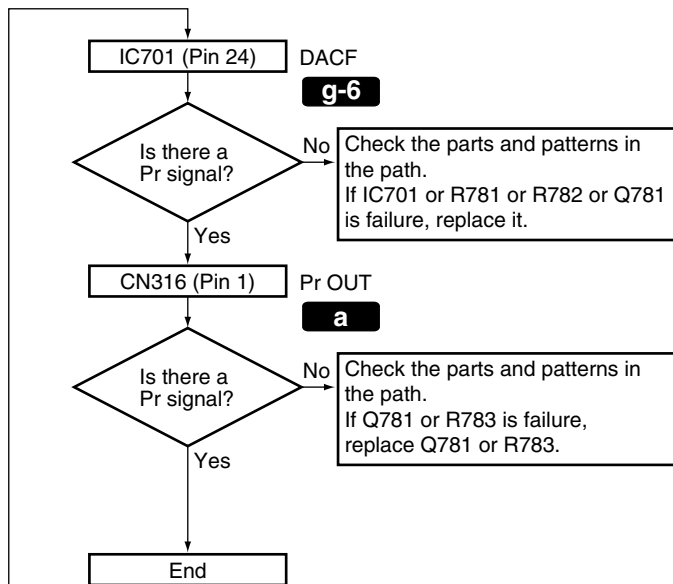 IC701 (Pin 24)
DACF
g-6
Is there a
Pr signal?
No
Check the parts and patterns in
the path.
If IC701 or R781 or R782 or Q781
is failure, replace it.
Yes
CN316 (Pin 1)
Pr OUT
a
Is there a
Pr signal?
No
Check the parts and patterns in
the path.
If Q781 or R783 is failure,
replace Q781 or R783.
Yes
End